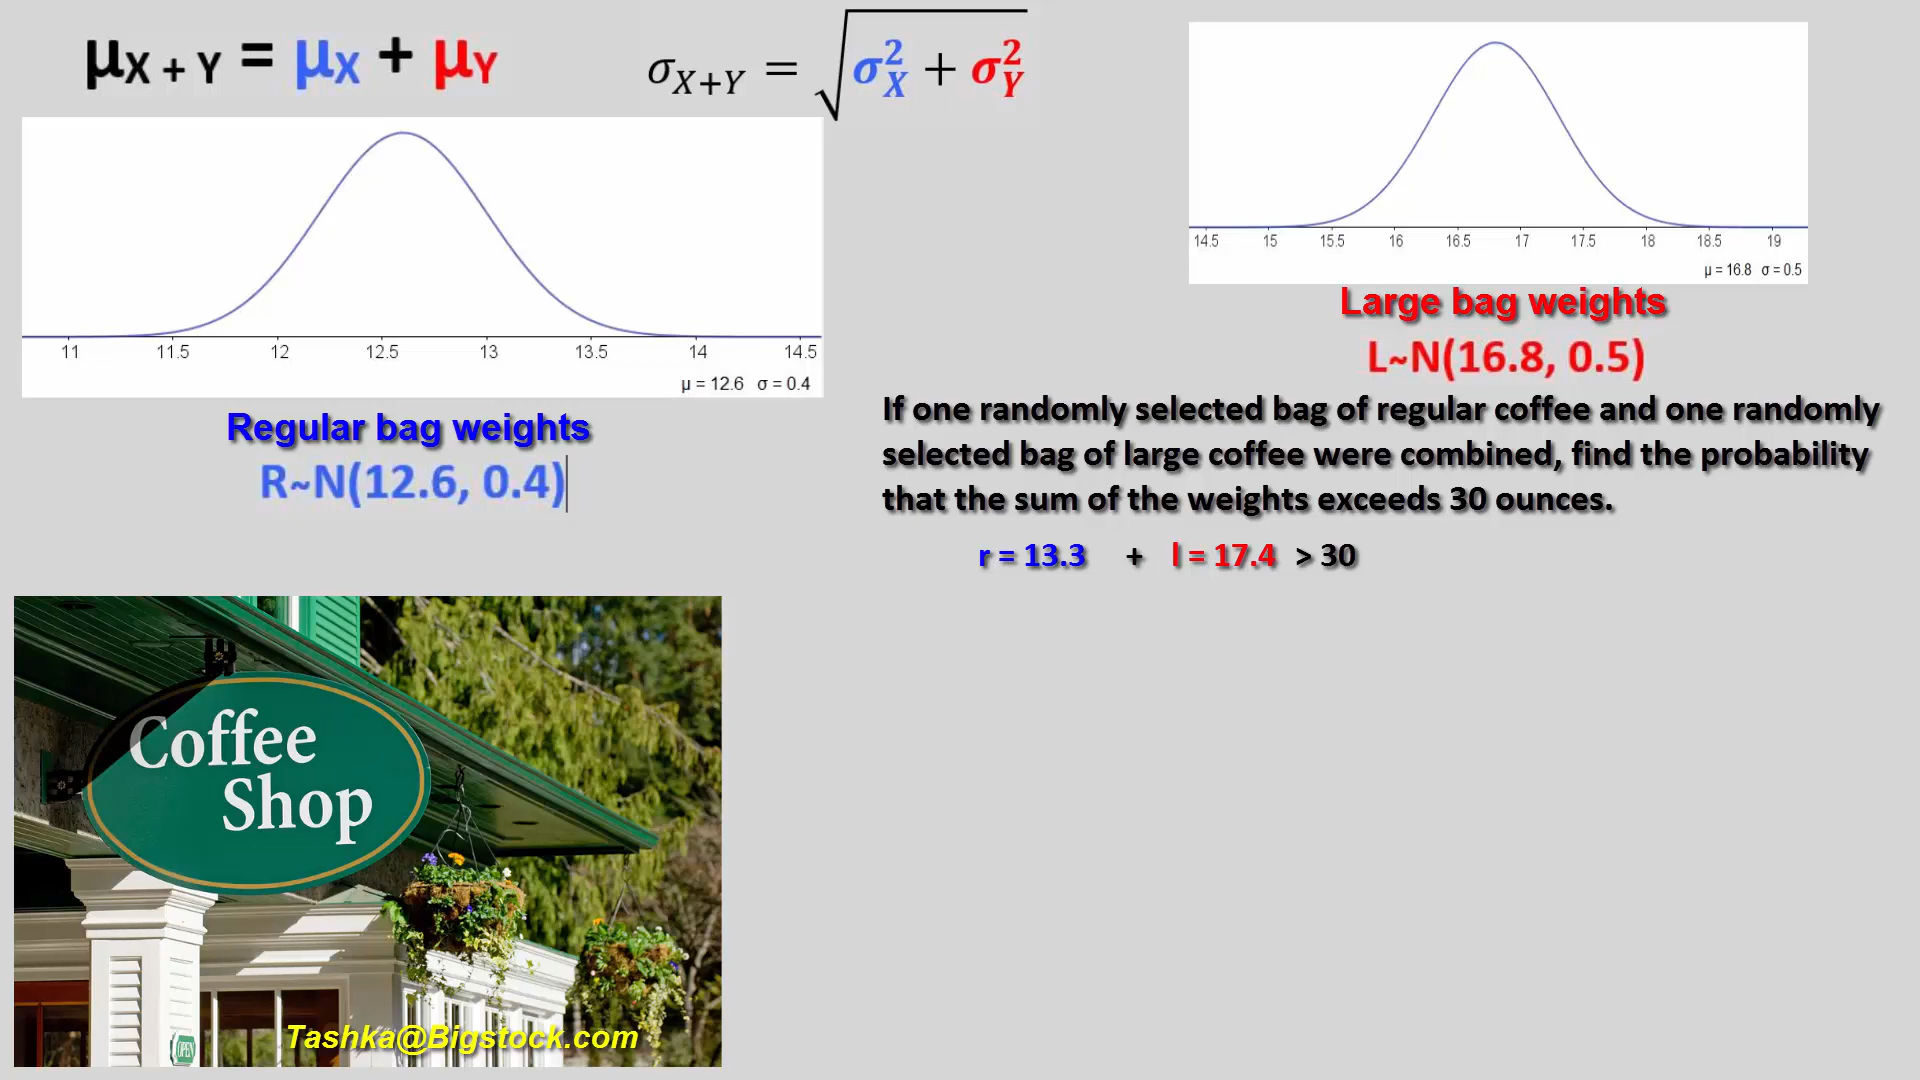 μX + Y = μX + μY
σX+Y = √σ²X + σ²Y
11 11.5 12 12.5 13 13.5 14 14.5
μ = 12.6 σ = 0.4
Regular bag weights
R~N(12.6, 0.4)
14.5 15 15.5 16 16.5 17 17.5 18 18.5 19
μ = 16.8 σ = 0.5
Large bag weights
L~N(16.8, 0.5)
If one randomly selected bag of regular coffee and one randomly
selected bag of large coffee were combined, find the probability
that the sum of the weights exceeds 30 ounces.
r = 13.3 + l = 17.4 > 30
Coffee
Shop
OPEN
Tashka@Bigstock.com